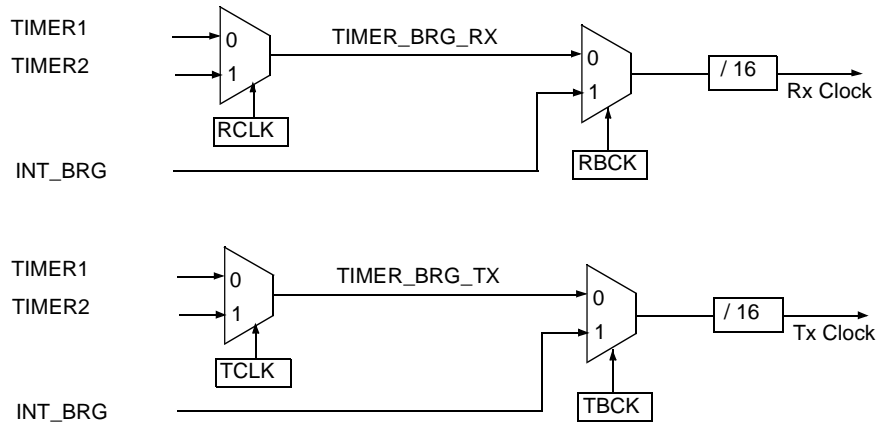 TIMER1
0
TIMER_BRG_RX
TIMER2
1
0
/ 16
1
Rx Clock
RCLK
RBCK
INT_BRG
TIMER1
0
TIMER_BRG_TX
TIMER2
1
0
/ 16
1
Tx Clock
TCLK
TBCK
INT_BRG